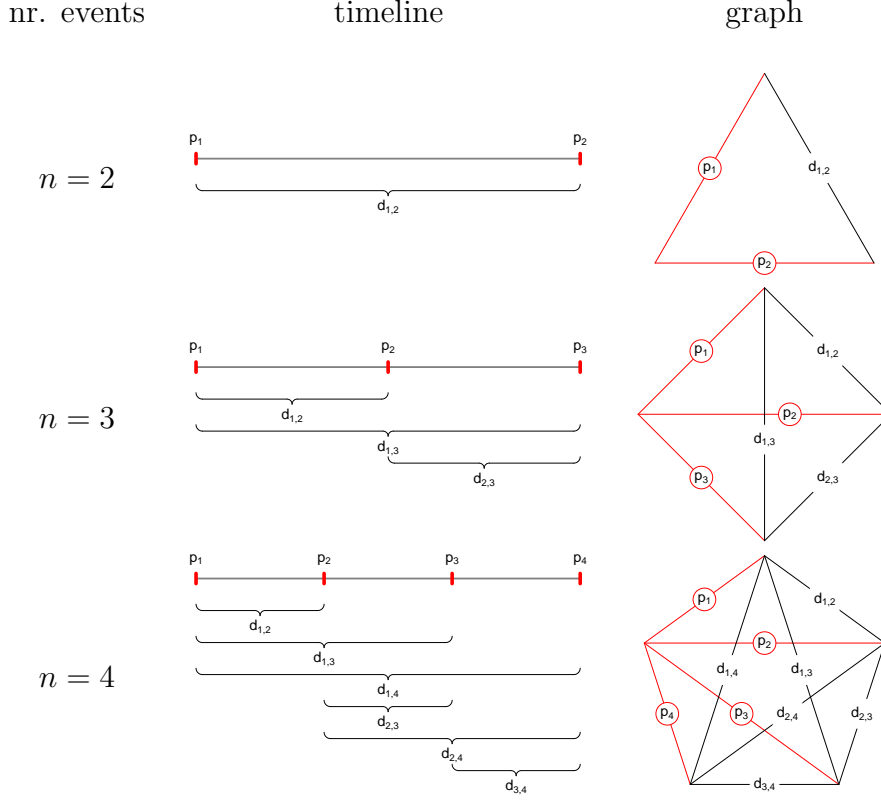 nr. events timeline graph
n = 2
p1 p2
d1,2
p1
d1,2
p2
n = 3
p1 p2 p3
d1,2
d1,3
d2,3
p1
d1,2
p2
d1,3
p3
d2,3
n = 4
p1 p2 p3 p4
d1,2
d1,3
d1,4
d2,3
d2,4
d3,4
p1
d1,2
p2
d1,4 d1,3
p4 p3 d2,4 d2,3
d3,4